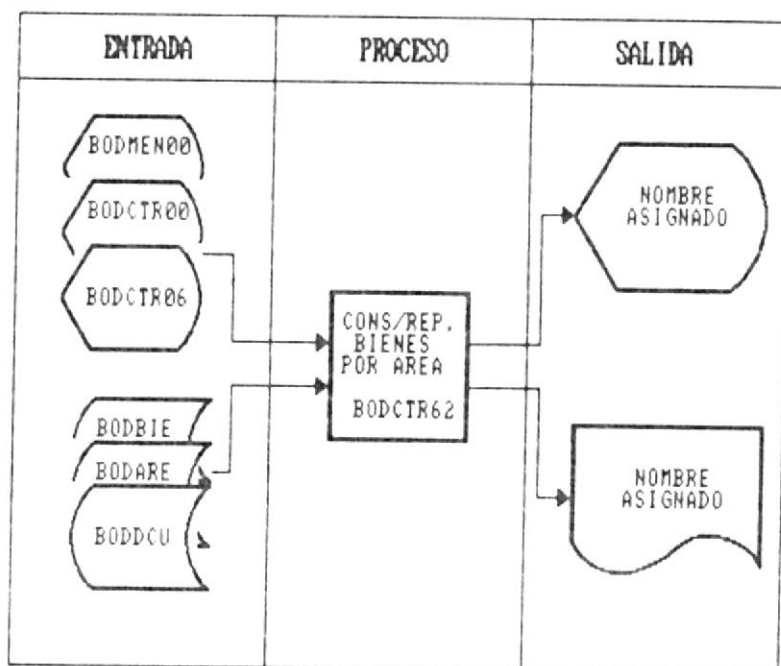 ENTRADA
PROCESO
SALIDA
BODMEN00
BODCTR00
BODCTR06
BODBIE
BODARE
BODDCU
CONS/REP.
BIENES
POR AREA
BODCTR62
NOMBRE
ASIGNADO
NOMBRE
ASIGNADO